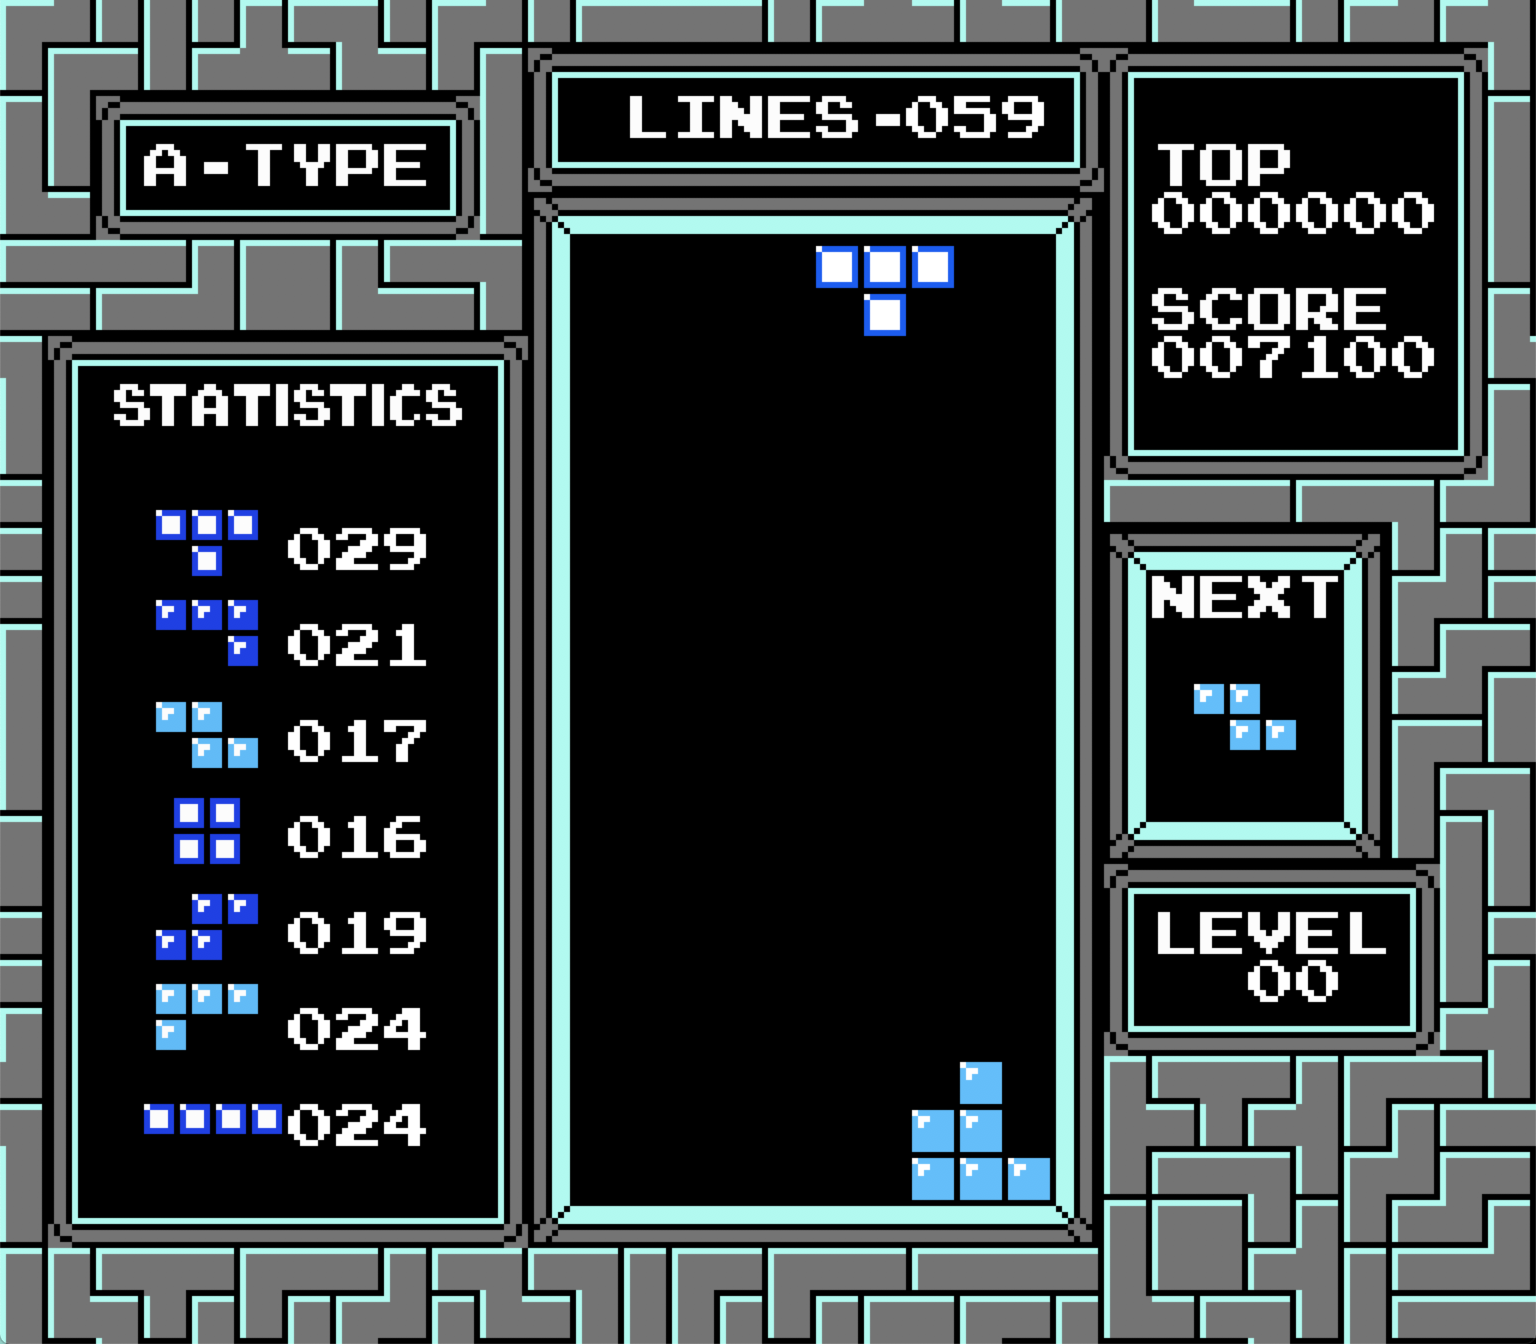 LINES-059
A-TYPE
TOP
000000
SCORE
007100
STATISTICS
029
021
017
016
019
024
024
NEXT
LEVEL
00